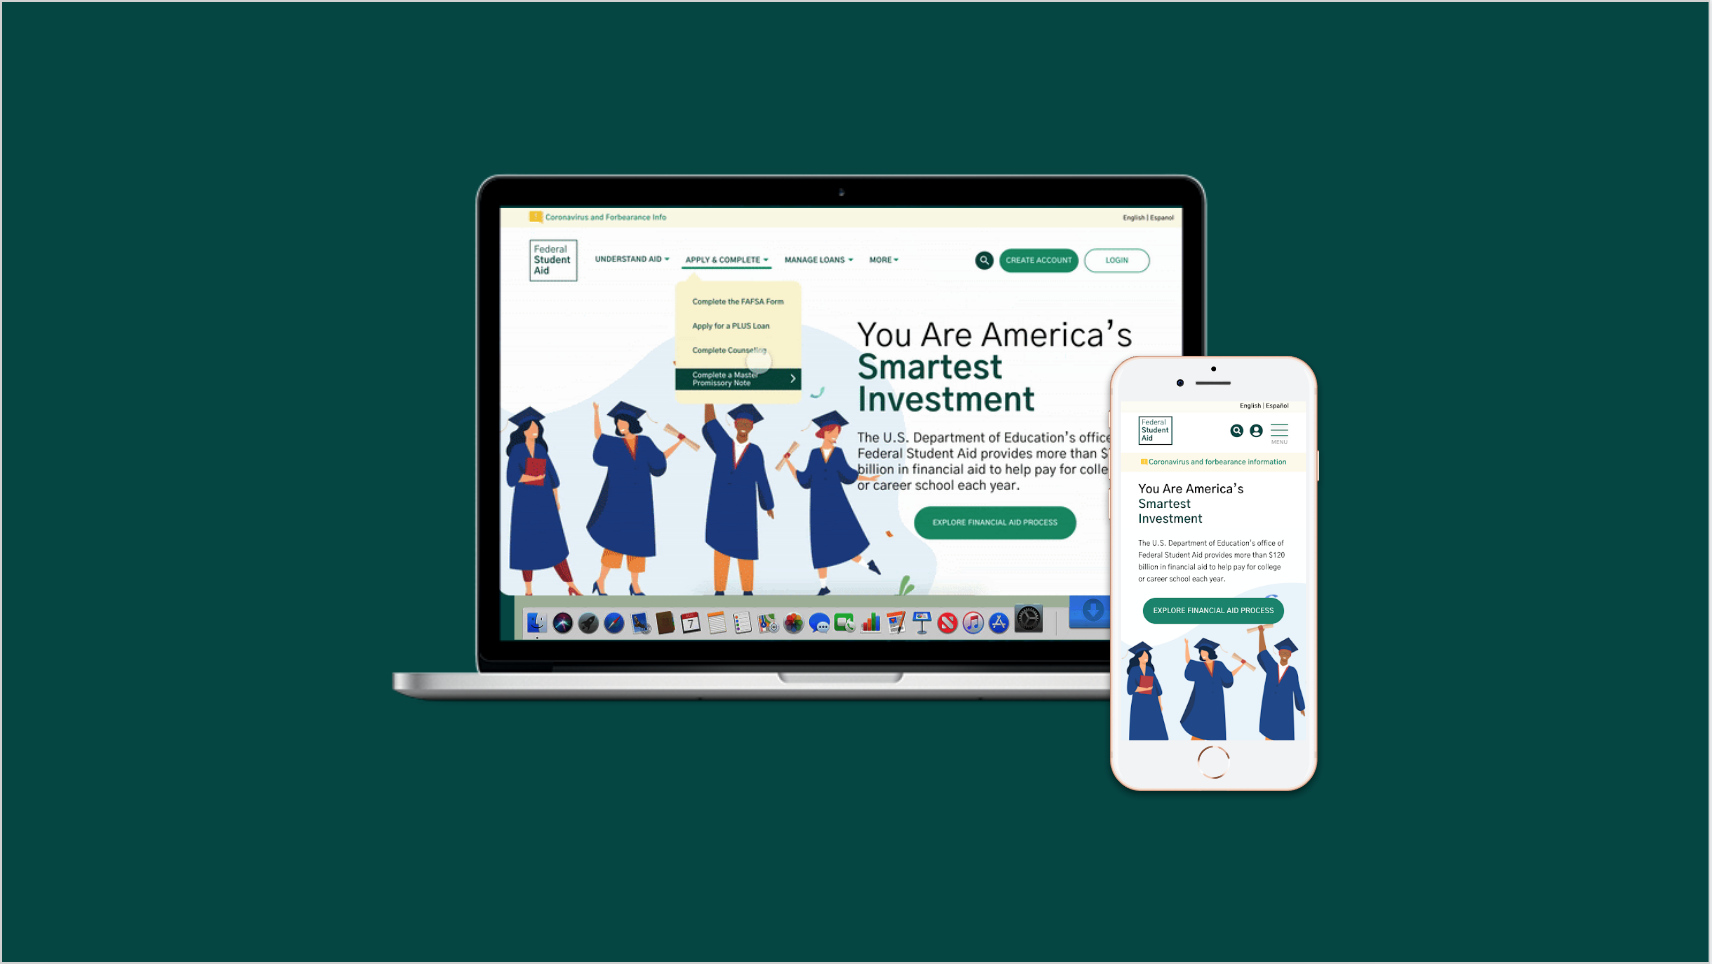 Coronavirus and Forbearance Info
English | Espanol
Federal
Student
Aid
UNDERSTAND AID
APPLY & COMPLETE
MANAGE LOANS
MORE
CREATE ACCOUNT
LOGIN
Complete the FAFSA Form
Apply for a PLUS Loan
Complete Counseling
Complete a Master
Promissory Note
You Are America’s
Smartest
Investment
The U.S. Department of Education’s office
Federal Student Aid provides more than $
billion in financial aid to help pay for colle
or career school each year.
EXPLORE FINANCIAL AID PROCESS
7
English | Español
Federal
Student
Aid
MENU
Coronavirus and forbearance information
You Are America’s
Smartest
Investment
The U.S. Department of Education’s office of
Federal Student Aid provides more than $120
billion in financial aid to help pay for college
or career school each year.
EXPLORE FINANCIAL AID PROCESS